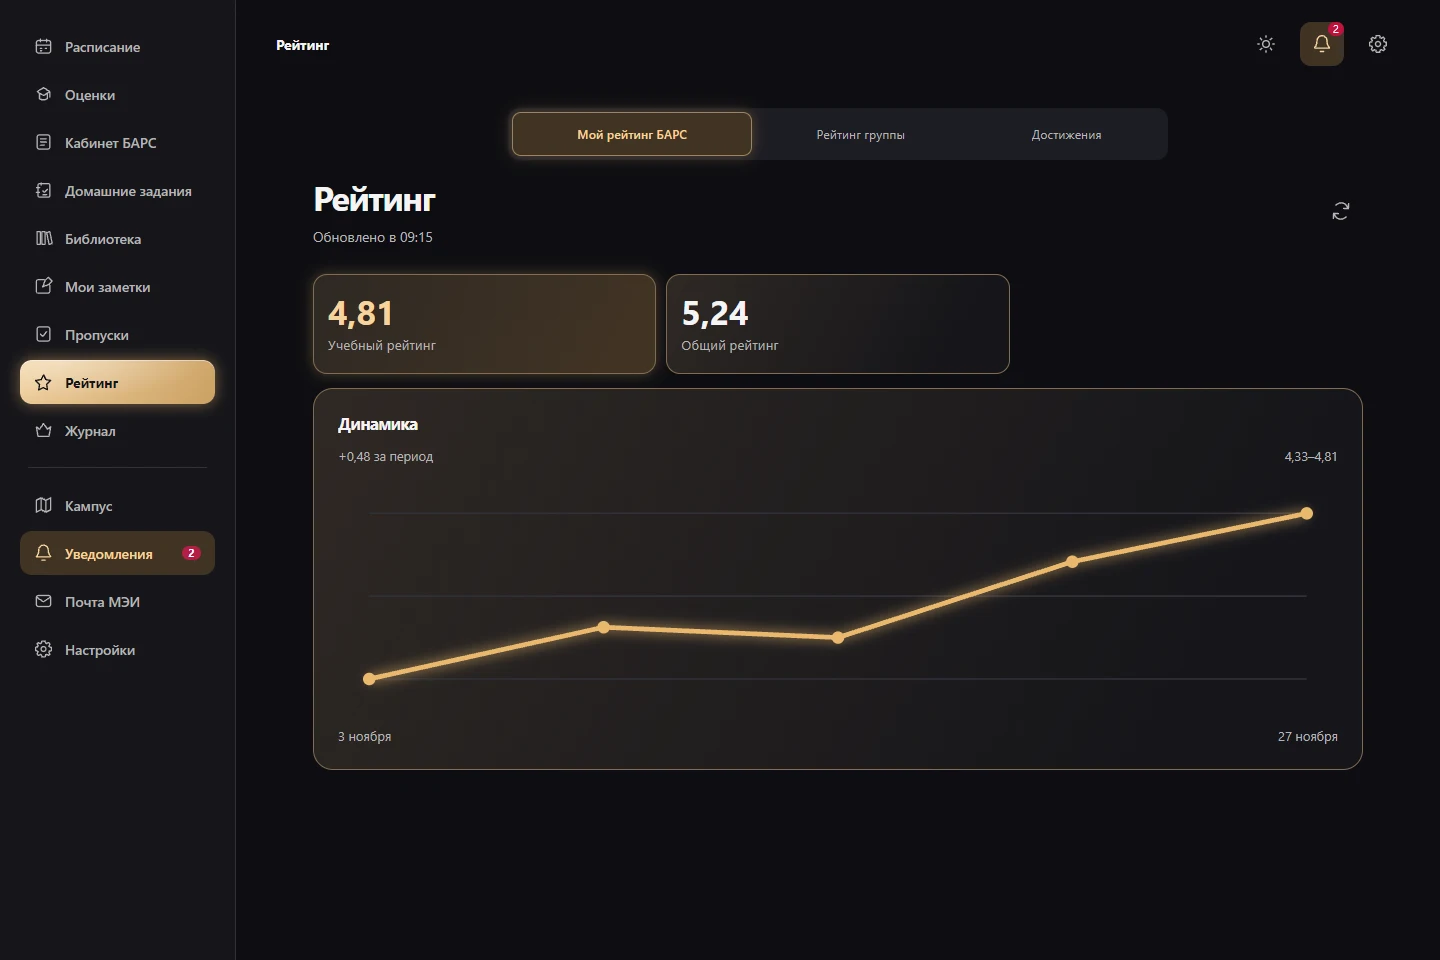 Расписание
Оценки
Кабинет БАРС
Домашние задания
Библиотека
Мои заметки
Пропуски
Рейтинг
Журнал
Кампус
Уведомления 2
Почта МЭИ
Настройки
Рейтинг
2
Мой рейтинг БАРС Рейтинг группы Достижения
Рейтинг
Обновлено в 09:15
4,81
Учебный рейтинг
5,24
Общий рейтинг
Динамика
+0,48 за период 4,33–4,81
3 ноября 27 ноября